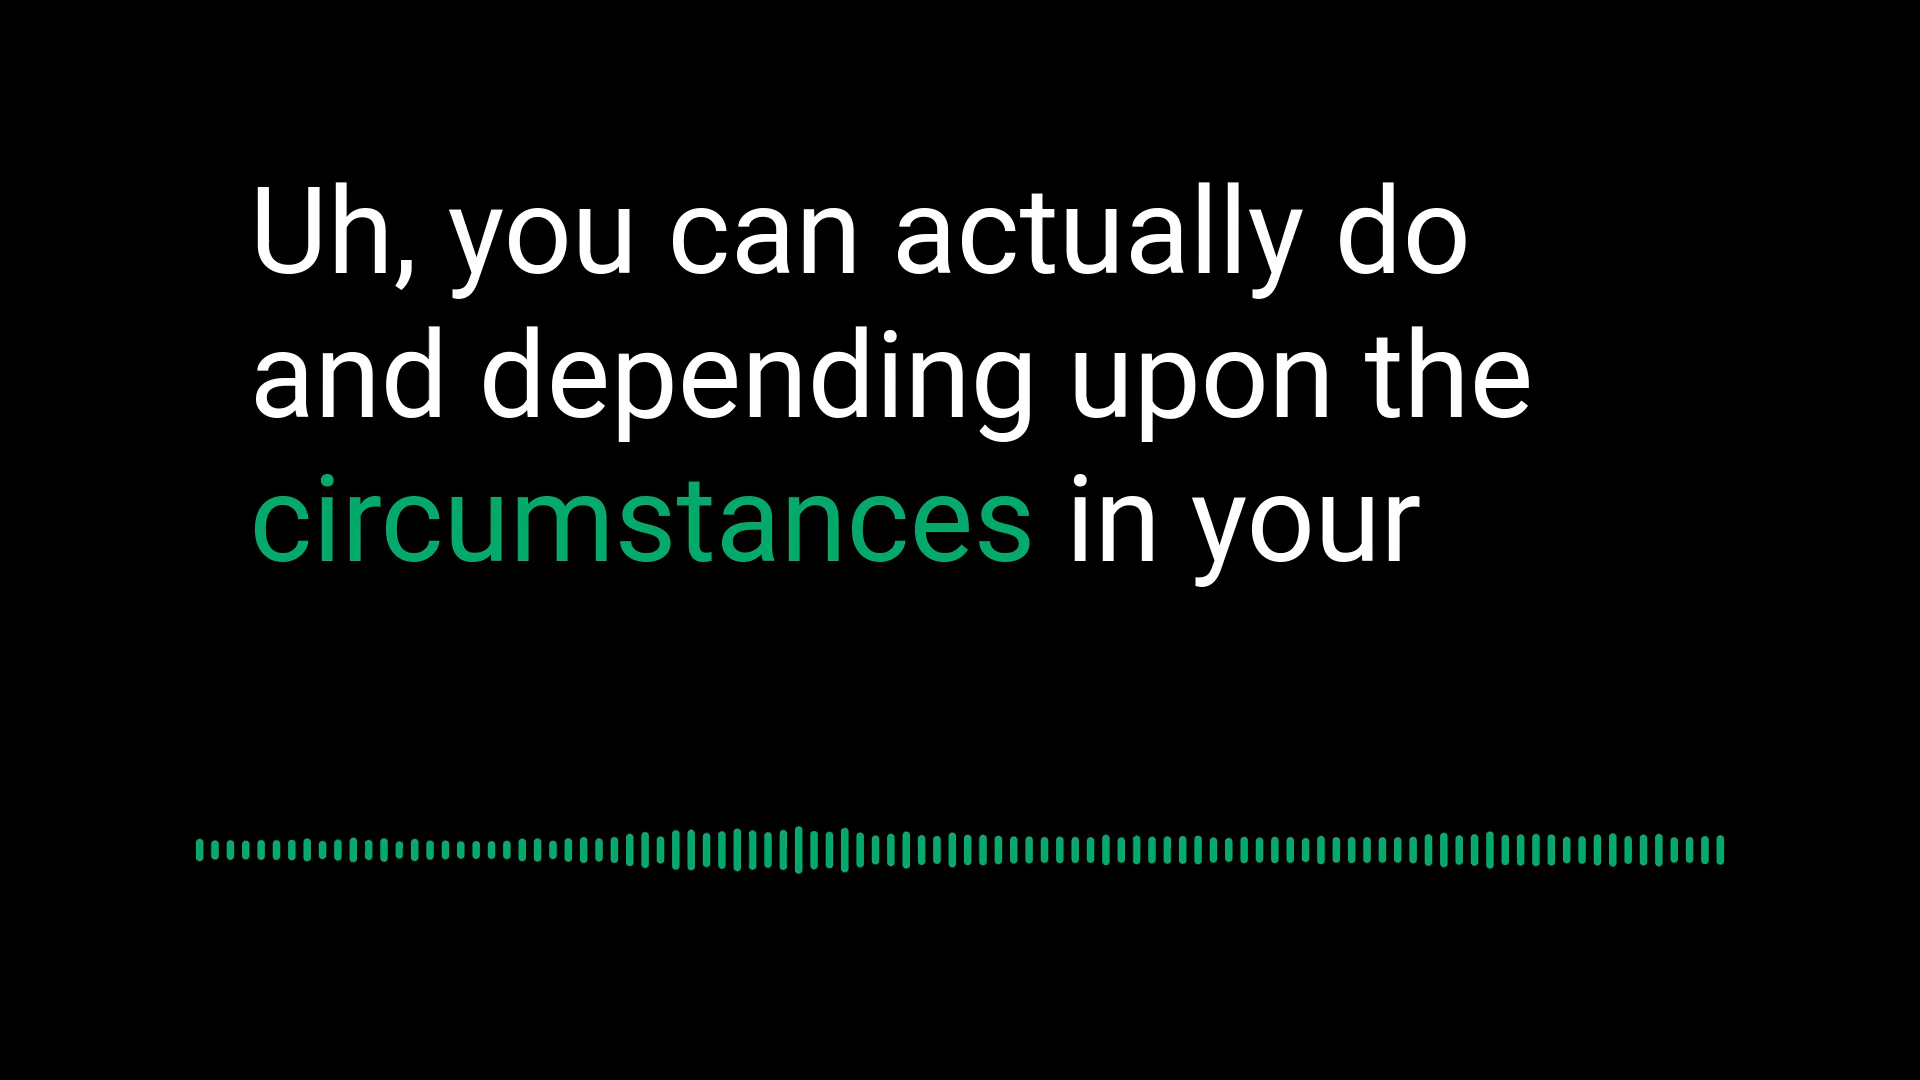 Uh, you can actually do
and depending upon the
circumstances in your